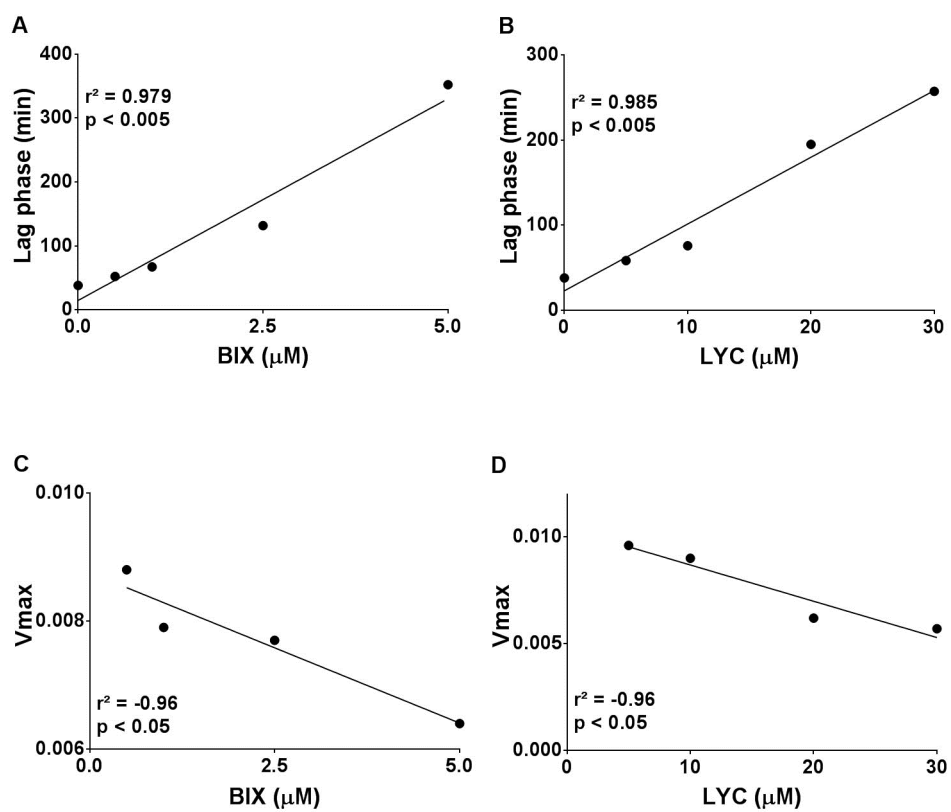 A
400
300
200
100
0
Lag phase (min)
r² = 0.979
p < 0.005
0.0
2.5
5.0
BIX (μM)
B
300
200
100
0
Lag phase (min)
r² = 0.985
p < 0.005
0
10
20
30
LYC (μM)
C
0.010
0.008
0.006
Vmax
r² = -0.96
p < 0.05
0.0
2.5
5.0
BIX (μM)
D
0.010
0.005
0.000
Vmax
r² = -0.96
p < 0.05
0
10
20
30
LYC (μM)